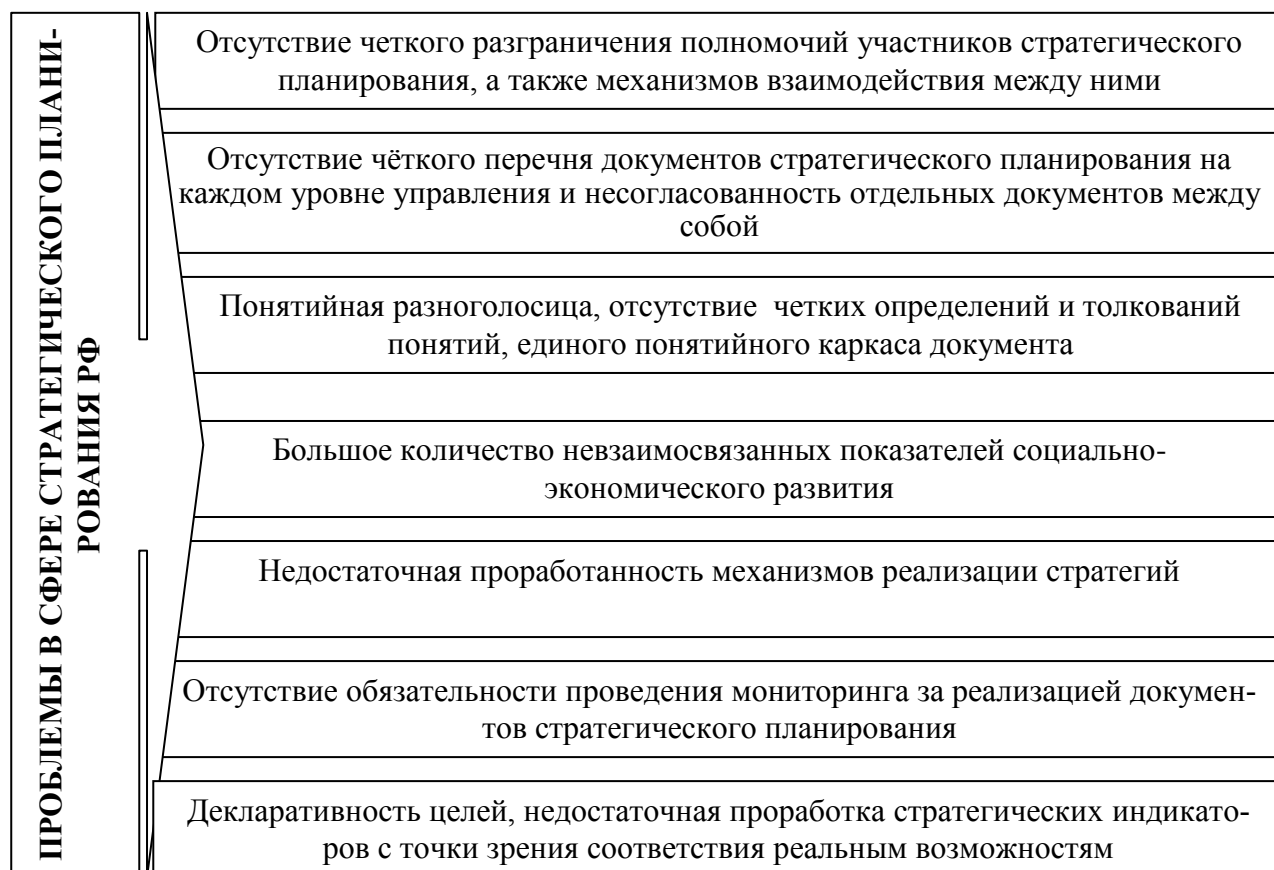 ПРОБЛЕМЫ В СФЕРЕ СТРАТЕГИЧЕСКОГО ПЛАНИ-
РОВАНИЯ РФ
Отсутствие четкого разграничения полномочий участников стратегического
планирования, а также механизмов взаимодействия между ними
Отсутствие чёткого перечня документов стратегического планирования на
каждом уровне управления и несогласованность отдельных документов между
собой
Понятийная разноголосица, отсутствие четких определений и толкований
понятий, единого понятийного каркаса документа
Большое количество невзаимосвязанных показателей социально-
экономического развития
Недостаточная проработанность механизмов реализации стратегий
Отсутствие обязательности проведения мониторинга за реализацией докумен-
тов стратегического планирования
Декларативность целей, недостаточная проработка стратегических индикато-
ров с точки зрения соответствия реальным возможностям